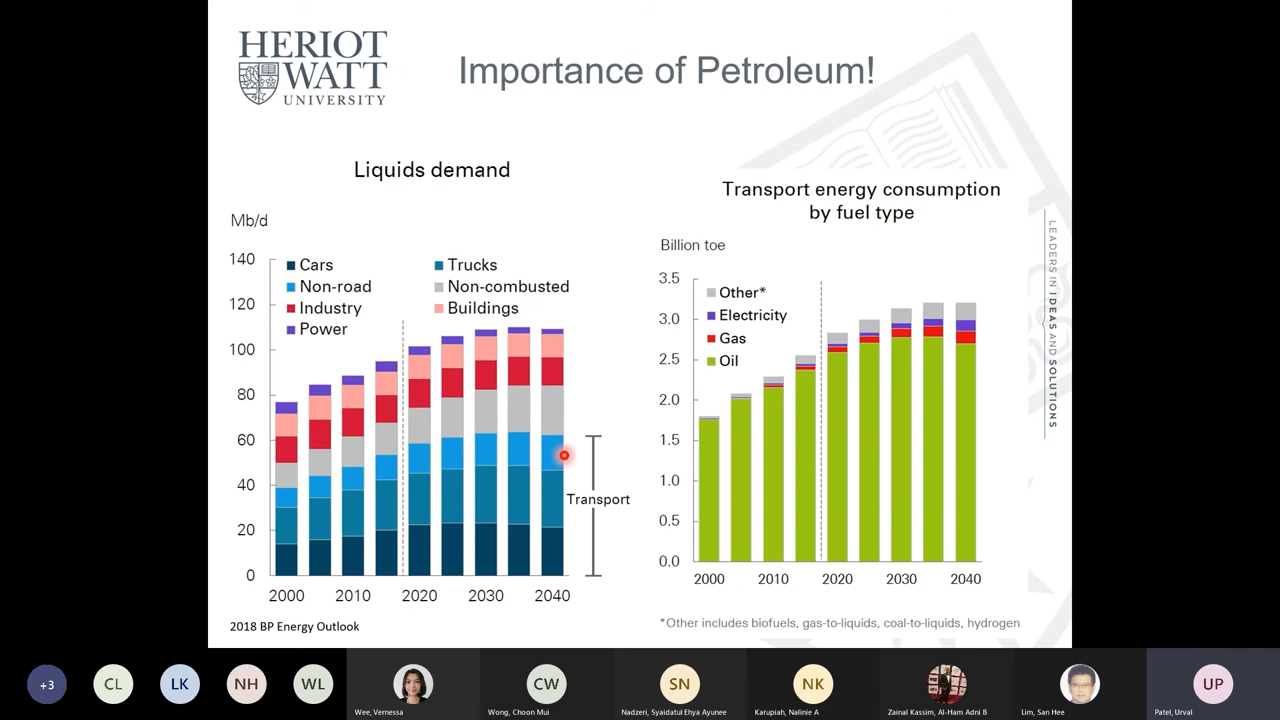 HERIOT
WATT
UNIVERSITY
Importance of Petroleum!
Liquids demand
Mb/d
140
120
100
80
60
40
20
0
Cars
Trucks
Non-road
Non-combusted
Industry
Buildings
Power
Transport
2000
2010
2020
2030
2040
2018 BP Energy Outlook
Transport energy consumption
by fuel type
Billion toe
3.5
3.0
2.5
2.0
1.5
1.0
0.5
0.0
Other*
Electricity
Gas
Oil
2000
2010
2020
2030
2040
*Other includes biofuels, gas-to-liquids, coal-to-liquids, hydrogen
LEADERS IN IDEAS AND SOLUTIONS
+3
CL
LK
NH
WL
Wee, Vernessa
CW
Wong, Choon Mui
SN
Nadzeri, Syaidatul Ehya Ayunee
NK
Karupiah, Nalinie A
Zainal Kassim, Al-Ham Adni B
Lim, San Hee
UP
Patel, Urval